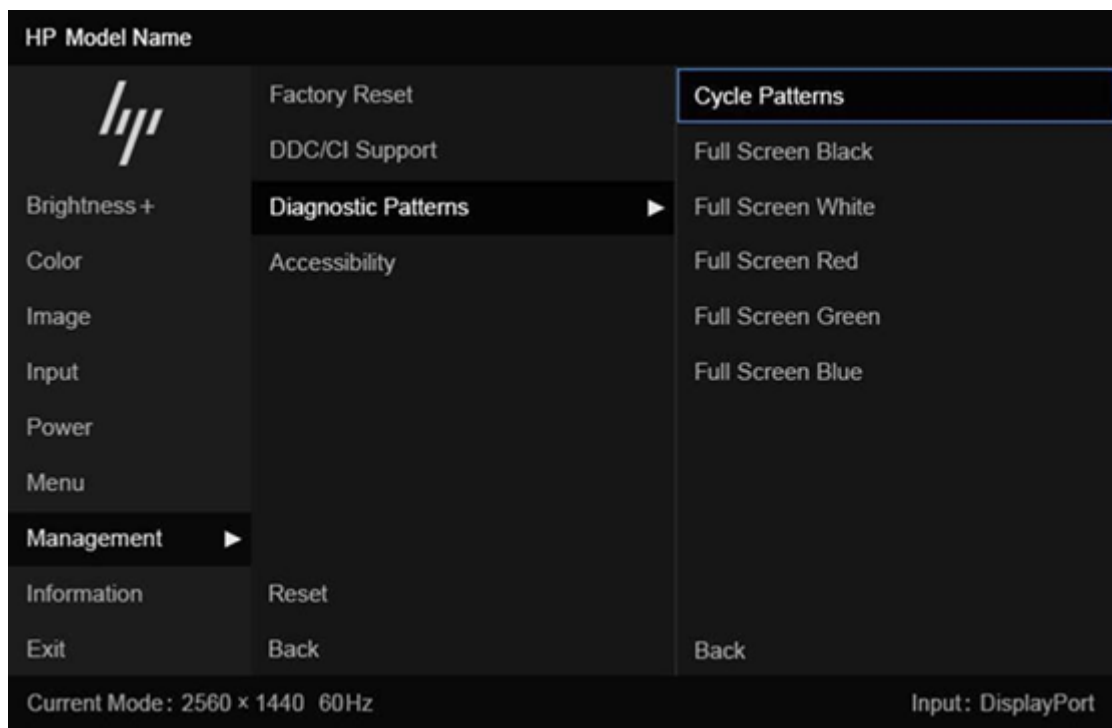 HP Model Name
hp
Brightness+
Color
Image
Input
Power
Menu
Management ▶
Information
Exit
Factory Reset
DDC/CI Support
Diagnostic Patterns ▶
Accessibility
Reset
Back
Cycle Patterns
Full Screen Black
Full Screen White
Full Screen Red
Full Screen Green
Full Screen Blue
Back
Current Mode: 2560 × 1440 60Hz
Input: DisplayPort